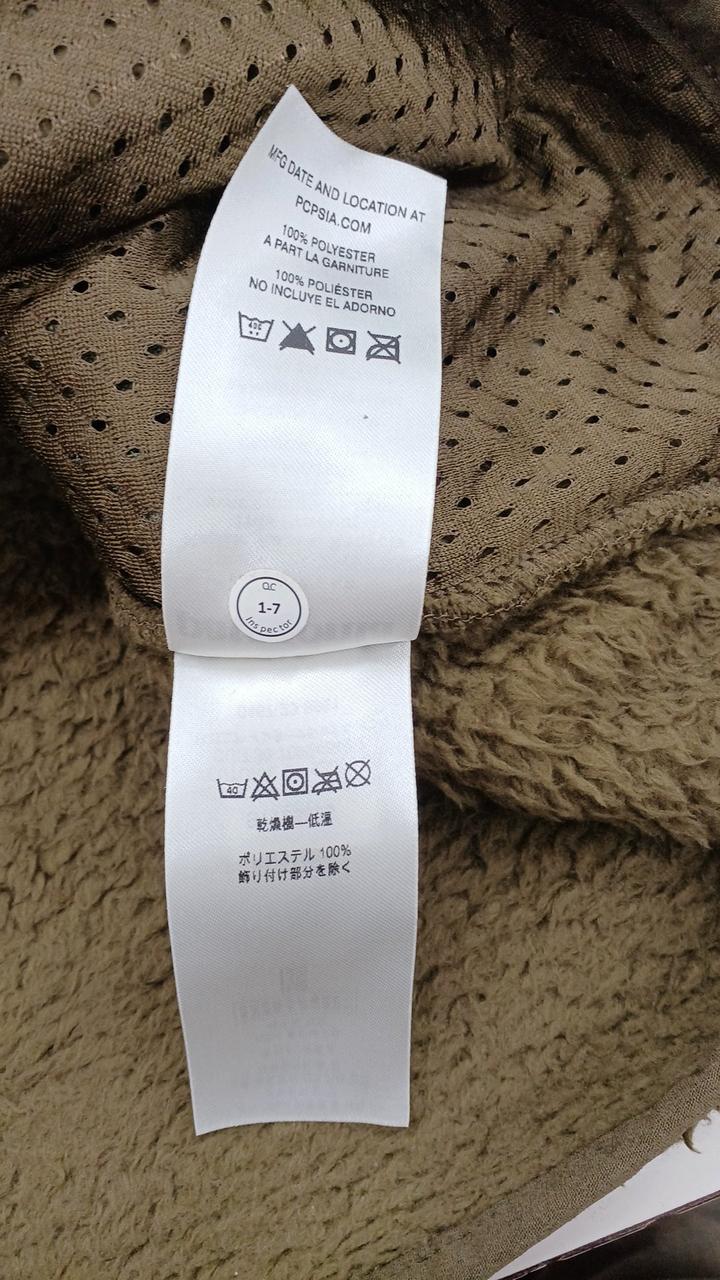 MFG DATE AND LOCATION AT
PCPSIA.COM
100% POLYESTER
A PART LA GARNITURE
100% POLIÉSTER
NO INCLUYE EL ADORNO
QC
1-7
Inspector
40
乾燥機—低温
ポリエステル 100%
飾り付け部分を除く